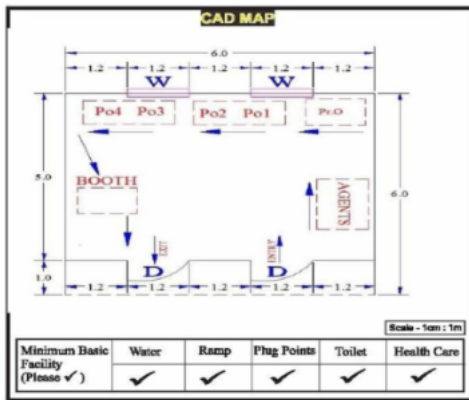 CAD MAP
6.0
1.2 1.2 1.2 1.2 1.2
W W
Po4 Po3 Po2 Po1 Pr.O
5.0 6.0
BOOTH
AGENTS
EXIT ENTRY
D D
1.0
1.2 1.2 1.2 1.2 1.2
Scale - 1cm : 1m
Minimum Basic Facility (Please ✓) Water Ramp Plug Points Toilet Health Care
✓ ✓ ✓ ✓ ✓